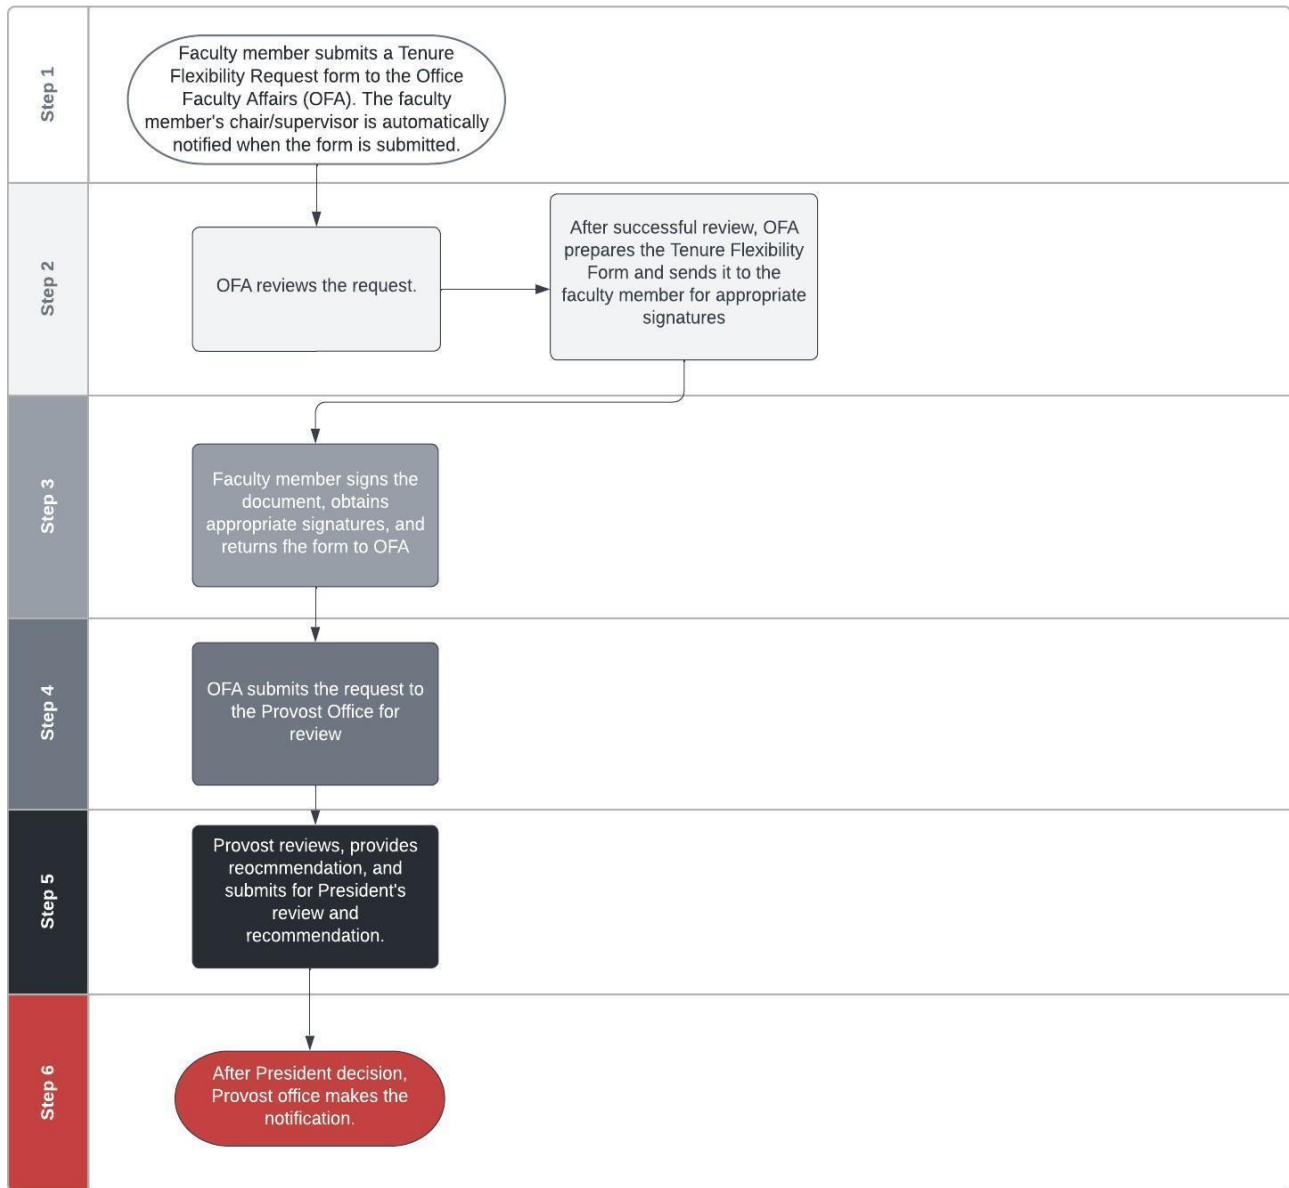 Step 1
Faculty member submits a Tenure
Flexibility Request form to the Office
Faculty Affairs (OFA). The faculty
member's chair/supervisor is automatically
notified when the form is submitted.
Step 2
OFA reviews the request.
After successful review, OFA
prepares the Tenure Flexibility
Form and sends it to the
faculty member for appropriate
signatures
Step 3
Faculty member signs the
document, obtains
appropriate signatures, and
returns fhe form to OFA
Step 4
OFA submits the request to
the Provost Office for
review
Step 5
Provost reviews, provides
reocmmendation, and
submits for President's
review and
recommendation.
Step 6
After President decision,
Provost office makes the
notification.